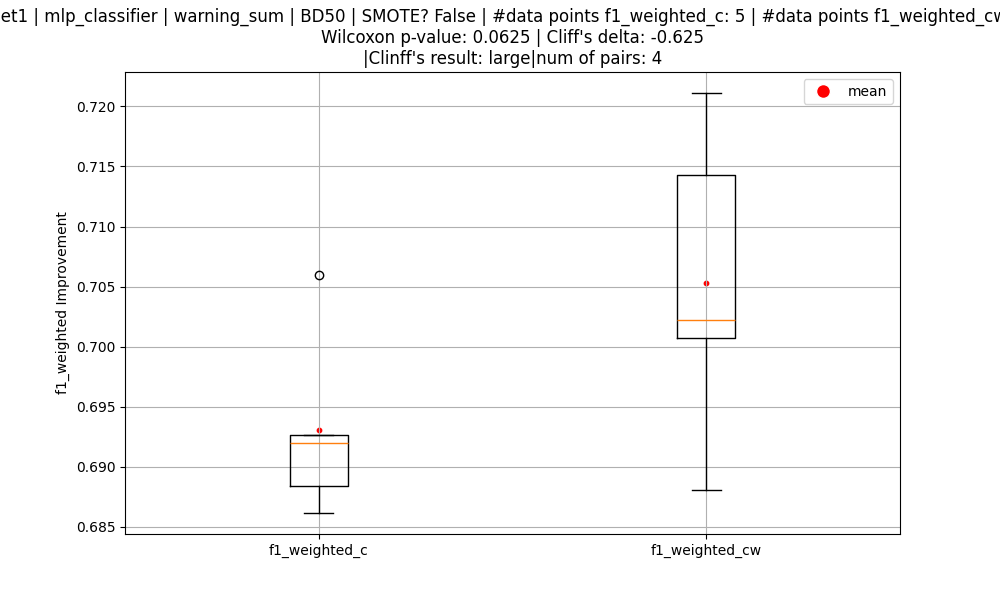 et1 | mlp_classifier | warning_sum | BD50 | SMOTE? False | #data points f1_weighted_c: 5 | #data points f1_weighted_cw
Wilcoxon p-value: 0.0625 | Cliff's delta: -0.625
|Clinff's result: large|num of pairs: 4
mean
0.720
0.715
0.710
0.705
0.700
0.695
0.690
0.685
f1_weighted Improvement
f1_weighted_c
f1_weighted_cw